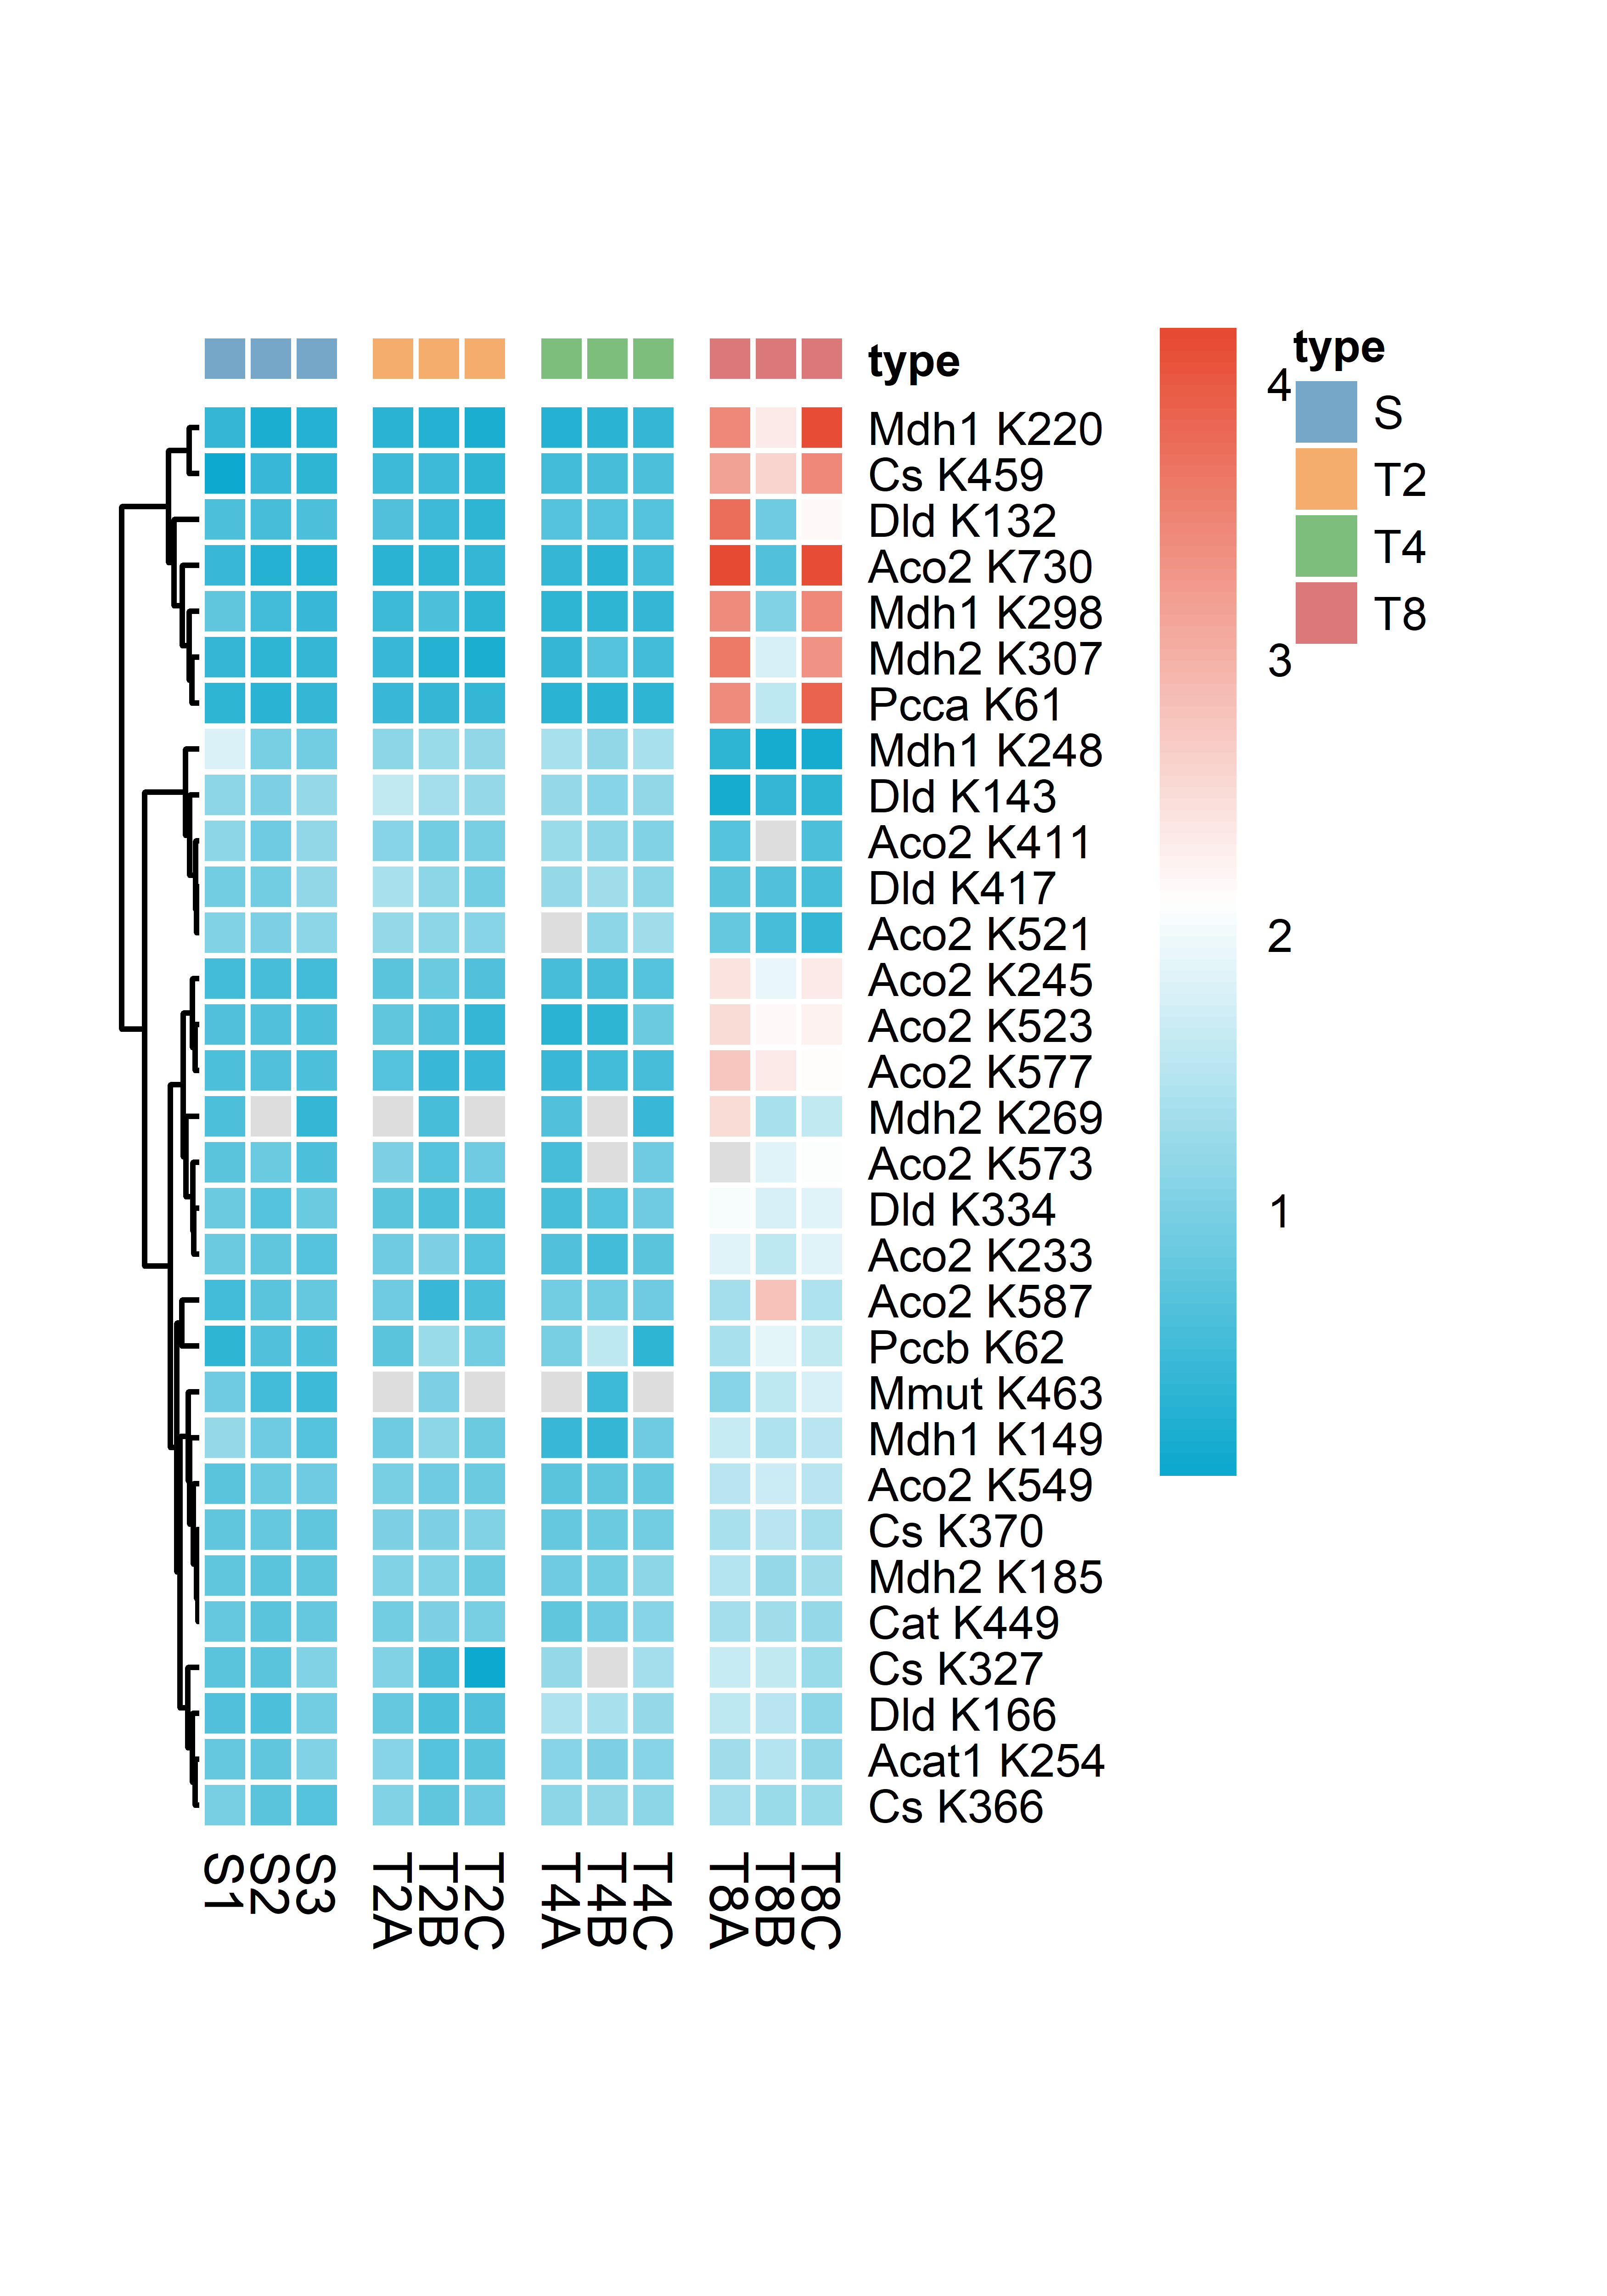 type
Mdh1 K220
Cs K459
Dld K132
Aco2 K730
Mdh1 K298
Mdh2 K307
Pcca K61
Mdh1 K248
Dld K143
Aco2 K411
Dld K417
Aco2 K521
Aco2 K245
Aco2 K523
Aco2 K577
Mdh2 K269
Aco2 K573
Dld K334
Aco2 K233
Aco2 K587
Pccb K62
Mmut K463
Mdh1 K149
Aco2 K549
Cs K370
Mdh2 K185
Cat K449
Cs K327
Dld K166
Acat1 K254
Cs K366
S1
S2
S3
T2A
T2B
T2C
T4A
T4B
T4C
T8A
T8B
T8C
4
3
2
1
type
S
T2
T4
T8